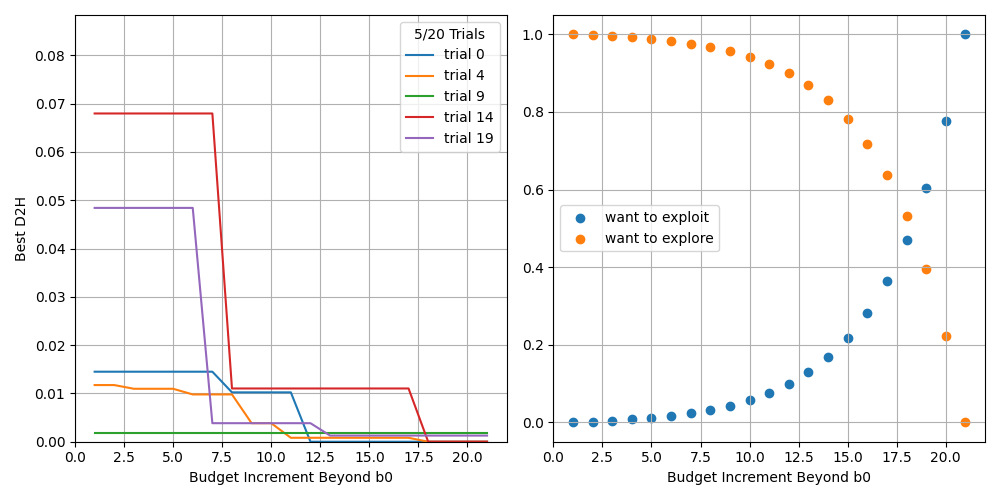 5/20 Trials
trial 0
trial 4
trial 9
trial 14
trial 19
Best D2H
0.08
0.07
0.06
0.05
0.04
0.03
0.02
0.01
0.00
0.0 2.5 5.0 7.5 10.0 12.5 15.0 17.5 20.0
Budget Increment Beyond b0
want to exploit
want to explore
1.0
0.8
0.6
0.4
0.2
0.0
0.0 2.5 5.0 7.5 10.0 12.5 15.0 17.5 20.0
Budget Increment Beyond b0